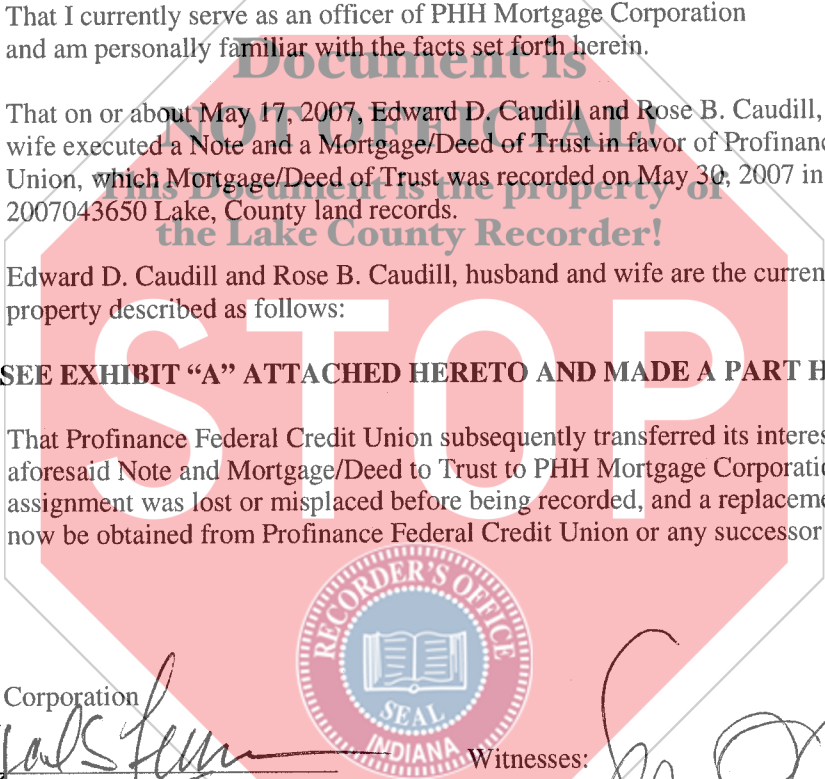 That I currently serve as an officer of PHH Mortgage Corporation
and am personally familiar with the facts set forth herein.
Document is
That on or about May 17, 2007, Edward D. Caudill and Rose B. Caudill,
NOT OFFICIAL!
wife executed a Note and a Mortgage/Deed of Trust in favor of Profinanc
Union, which Mortgage/Deed of Trust was recorded on May 30, 2007 in
This Document is the property of
2007043650 Lake, County land records.
the Lake County Recorder!
Edward D. Caudill and Rose B. Caudill, husband and wife are the curren
property described as follows:
STOP
SEE EXHIBIT “A” ATTACHED HERETO AND MADE A PART H
That Profinance Federal Credit Union subsequently transferred its interes
aforesaid Note and Mortgage/Deed to Trust to PHH Mortgage Corporatio
assignment was lost or misplaced before being recorded, and a replaceme
now be obtained from Profinance Federal Credit Union or any successor
RECORDER'S OFFICE
SEAL
INDIANA
Corporation
Witnesses: